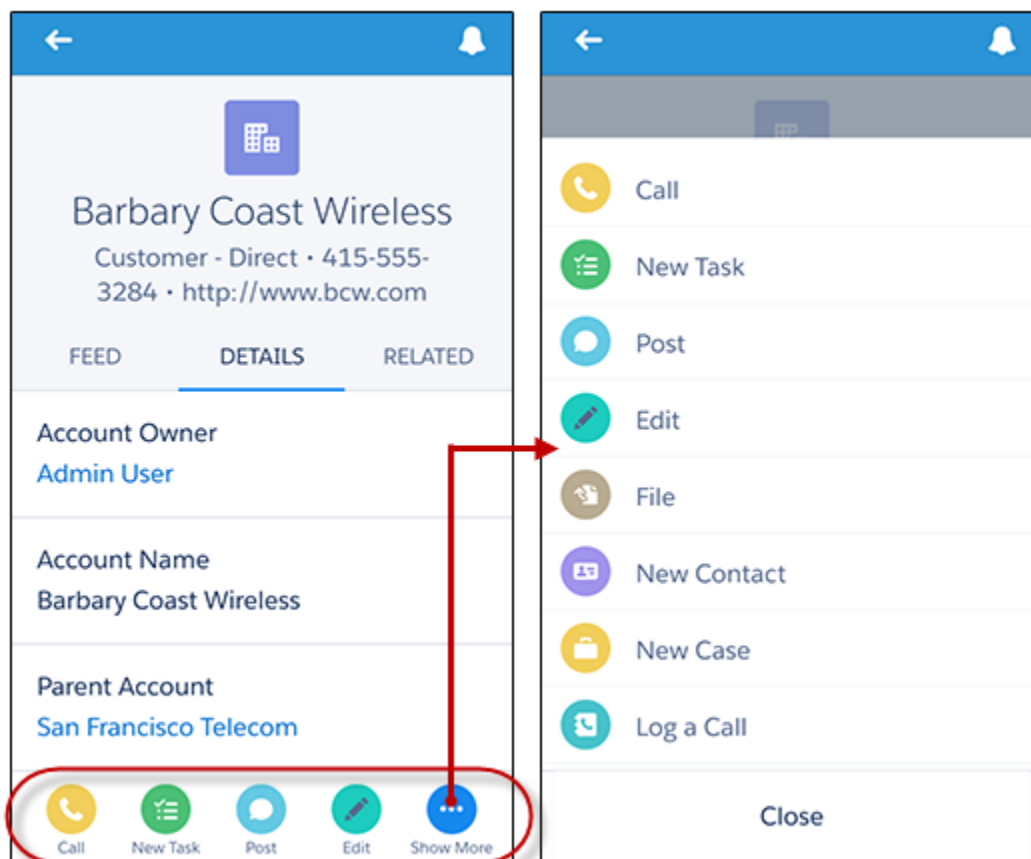 Barbary Coast Wireless
Customer - Direct • 415-555-
3284 • http://www.bcw.com
FEED DETAILS RELATED
Account Owner
Admin User
Account Name
Barbary Coast Wireless
Parent Account
San Francisco Telecom
Call New Task Post Edit Show More
Call
New Task
Post
Edit
File
New Contact
New Case
Log a Call
Close